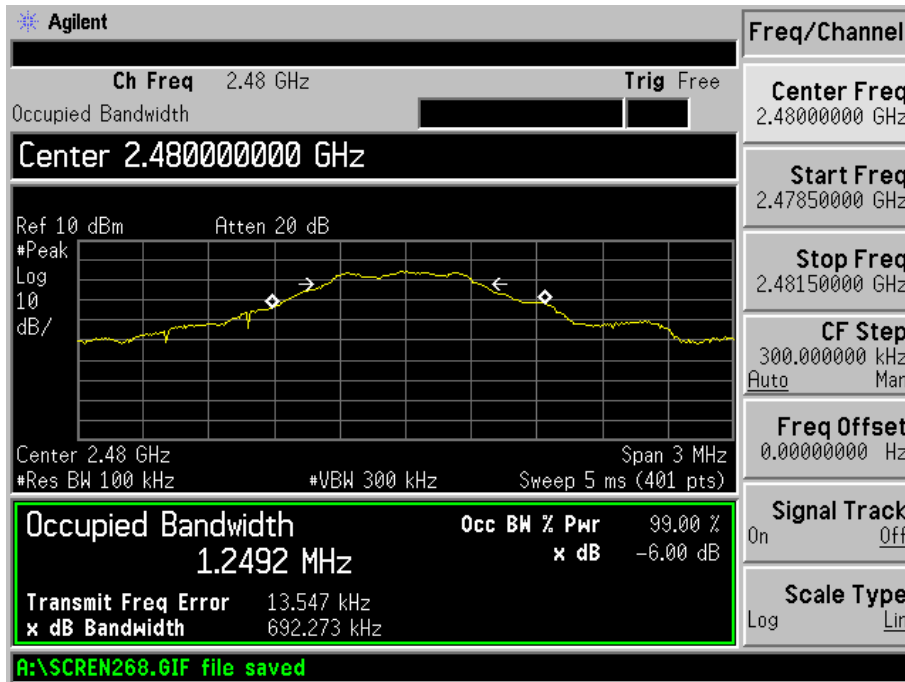 Agilent
Freq/Channel
Ch Freq 2.48 GHz Trig Free
Occupied Bandwidth
Center 2.480000000 GHz
Ref 10 dBm Atten 20 dB
#Peak
Log
10
dB/
Center 2.48 GHz Span 3 MHz
#Res BW 100 kHz #VBW 300 kHz Sweep 5 ms (401 pts)
Occupied Bandwidth Occ BW % Pwr 99.00 %
1.2492 MHz x dB -6.00 dB
Transmit Freq Error 13.547 kHz
x dB Bandwidth 692.273 kHz
A:\SCREN268.GIF file saved
Center Freq
2.48000000 GHz
Start Freq
2.47850000 GHz
Stop Freq
2.48150000 GHz
CF Step
300.000000 kHz
Auto Man
Freq Offset
0.00000000 Hz
Signal Track
On Off
Scale Type
Log Lin